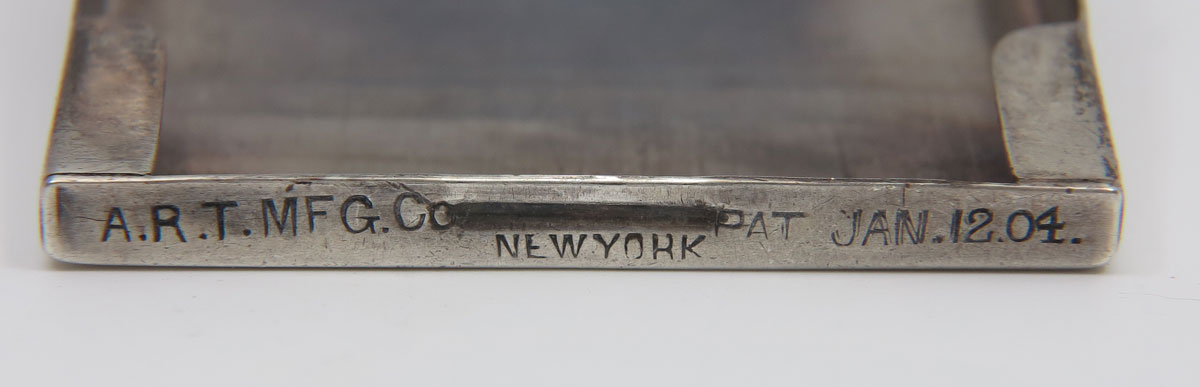 A.R.T. MFG. Co. PAT JAN. 12. 04.
NEW YORK